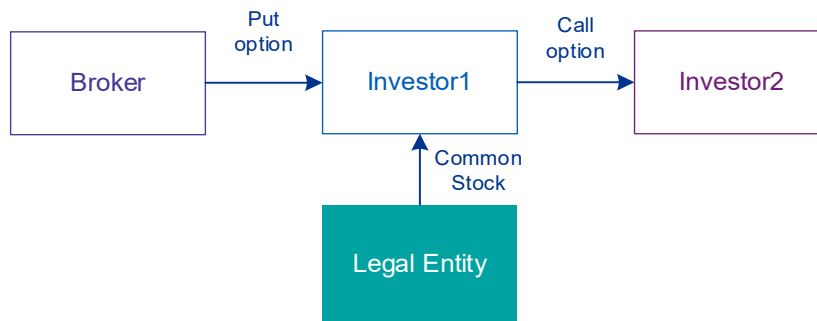 Put
option
Call
option
Broker
Investor1
Investor2
Common
Stock
Legal Entity